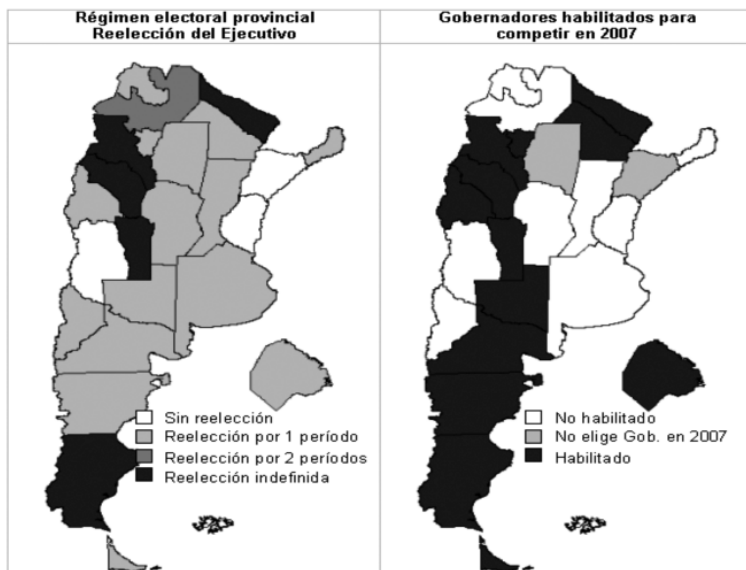 Régimen electoral provincial
Reelección del Ejecutivo
Gobernadores habilitados para
competir en 2007
Sin reelección
Reelección por 1 período
Reelección por 2 períodos
Reelección indefinida
No habilitado
No elige Gob. en 2007
Habilitado